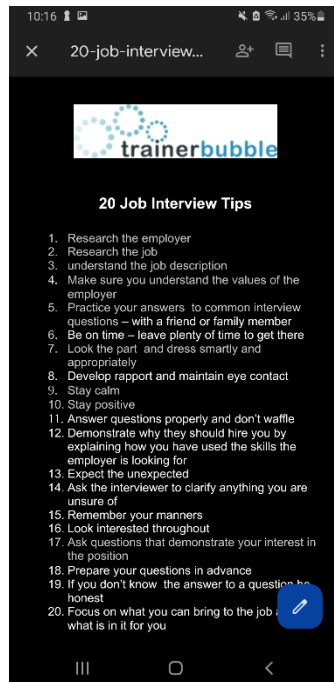 10:16 35%
20-job-interview...
trainerbubble
20 Job Interview Tips
1. Research the employer
2. Research the job
3. understand the job description
4. Make sure you understand the values of the
employer
5. Practice your answers to common interview
questions – with a friend or family member
6. Be on time – leave plenty of time to get there
7. Look the part and dress smartly and
appropriately
8. Develop rapport and maintain eye contact
9. Stay calm
10. Stay positive
11. Answer questions properly and don't waffle
12. Demonstrate why they should hire you by
explaining how you have used the skills the
employer is looking for
13. Expect the unexpected
14. Ask the interviewer to clarify anything you are
unsure of
15. Remember your manners
16. Look interested throughout
17. Ask questions that demonstrate your interest in
the position
18. Prepare your questions in advance
19. If you don't know the answer to a question be
honest
20. Focus on what you can bring to the job
what is in it for you